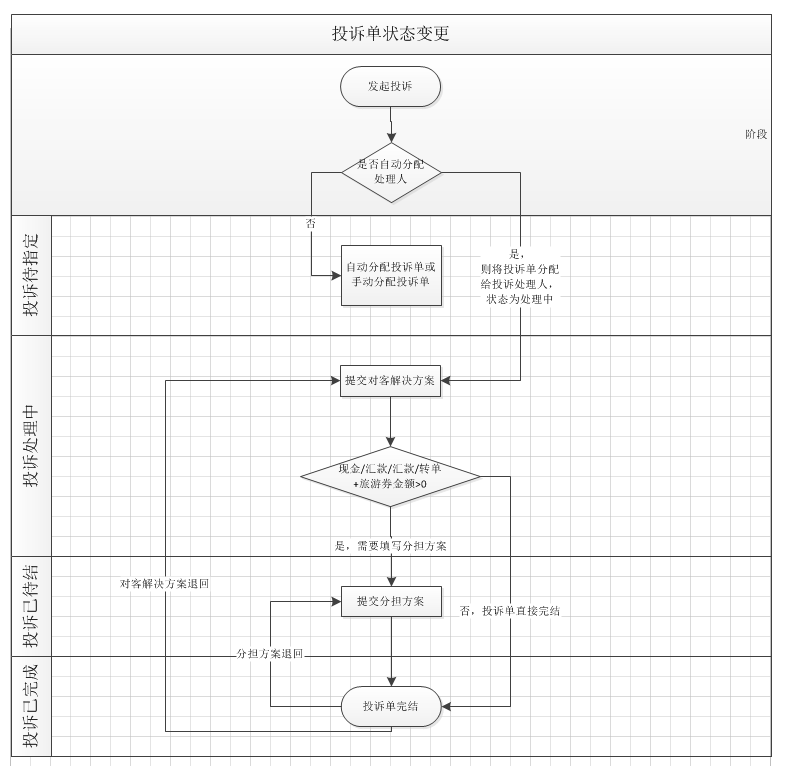 投诉单状态变更
发起投诉
阶段
是否自动分配
处理人
否
投诉待指定
自动分配投诉单或
手动分配投诉单
是，
则将投诉单分配
给投诉处理人，
状态为处理中
投诉处理中
提交对客解决方案
现金/汇款/汇款/转单
+旅游券金额>0
是，需要填写分担方案
投诉已待结
对客解决方案退回
提交分担方案
否，投诉单直接完结
分担方案退回
投诉已完成
投诉单完结